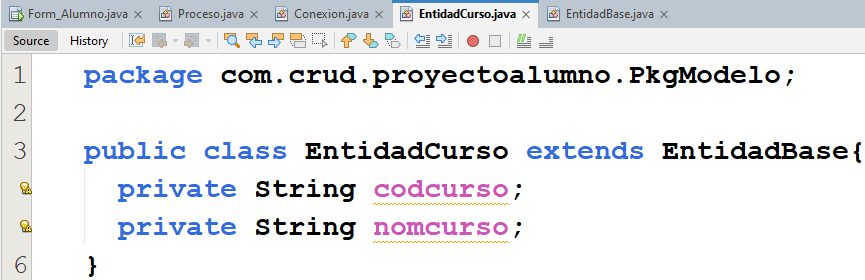 Form_Alumno.java Proceso.java Conexion.java EntidadCurso.java EntidadBase.java
Source History
1 package com.crud.proyectoalumno.PkgModelo;
2
3 public class EntidadCurso extends EntidadBase{
private String codcurso;
private String nomcurso;
6 }